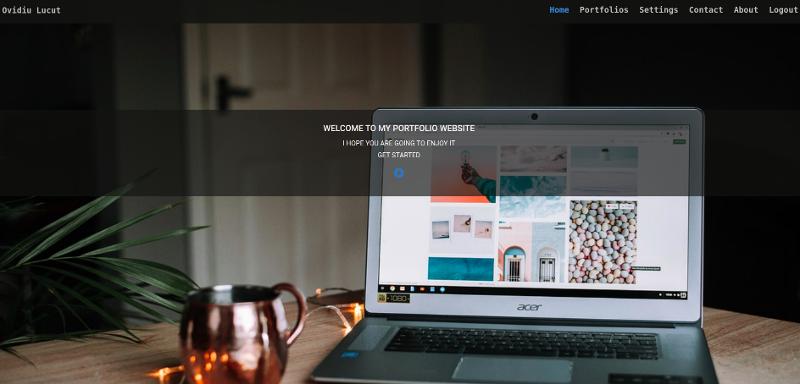 Ovidiu Lucut
Home Portfolios Settings Contact About Logout
WELCOME TO MY PORTFOLIO WEBSITE
I HOPE YOU ARE GOING TO ENJOY IT
GET STARTED
1080
acer